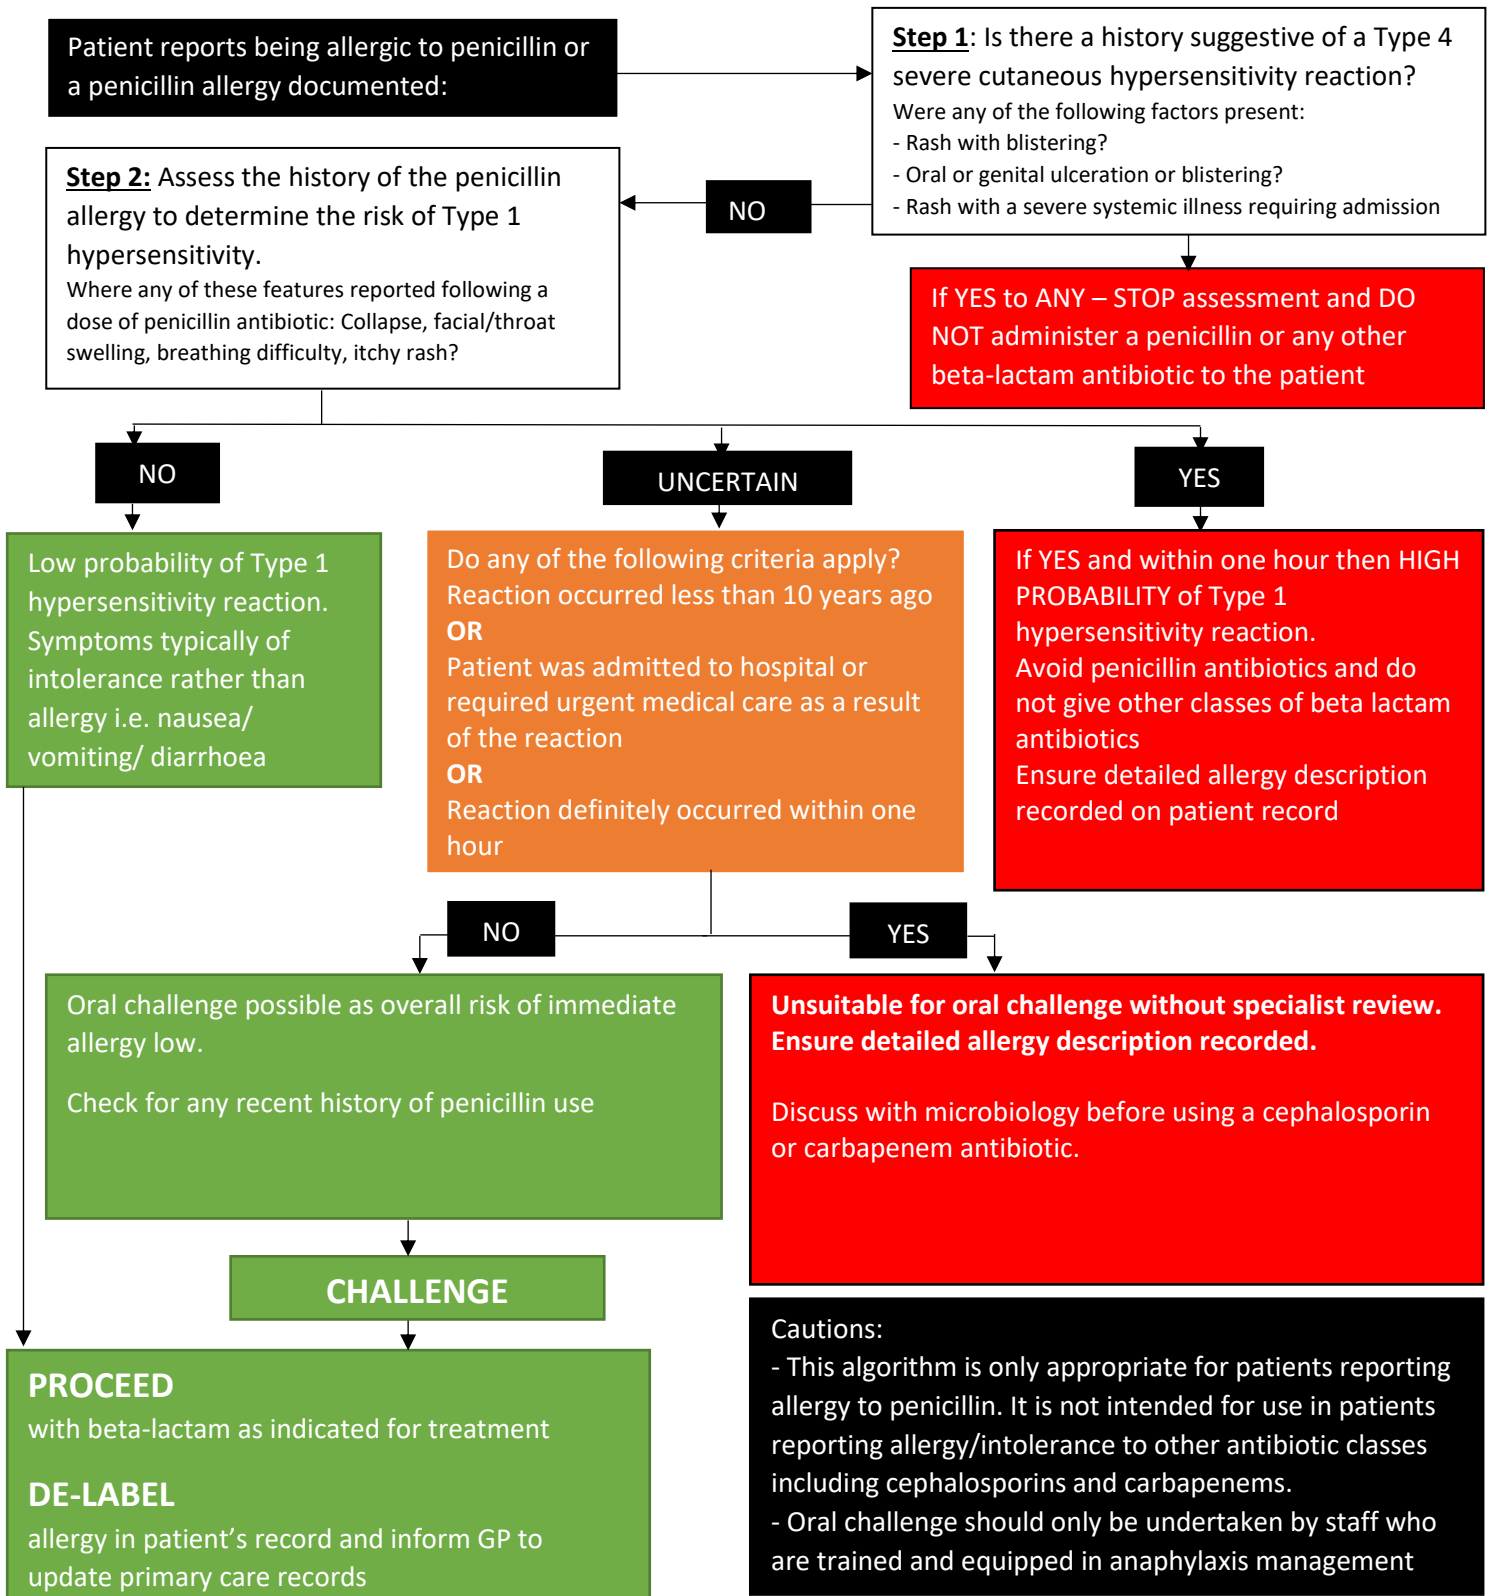 Patient reports being allergic to penicillin or
a penicillin allergy documented:
Step 1: Is there a history suggestive of a Type 4
severe cutaneous hypersensitivity reaction?
Were any of the following factors present:
- Rash with blistering?
- Oral or genital ulceration or blistering?
- Rash with a severe systemic illness requiring admission
NO
Step 2: Assess the history of the penicillin
allergy to determine the risk of Type 1
hypersensitivity.
Where any of these features reported following a
dose of penicillin antibiotic: Collapse, facial/throat
swelling, breathing difficulty, itchy rash?
If YES to ANY – STOP assessment and DO
NOT administer a penicillin or any other
beta-lactam antibiotic to the patient
NO
UNCERTAIN
YES
Low probability of Type 1
hypersensitivity reaction.
Symptoms typically of
intolerance rather than
allergy i.e. nausea/
vomiting/ diarrhoea
Do any of the following criteria apply?
Reaction occurred less than 10 years ago
OR
Patient was admitted to hospital or
required urgent medical care as a result
of the reaction
OR
Reaction definitely occurred within one
hour
If YES and within one hour then HIGH
PROBABILITY of Type 1
hypersensitivity reaction.
Avoid penicillin antibiotics and do
not give other classes of beta lactam
antibiotics
Ensure detailed allergy description
recorded on patient record
NO
YES
Oral challenge possible as overall risk of immediate
allergy low.
Check for any recent history of penicillin use
Unsuitable for oral challenge without specialist review.
Ensure detailed allergy description recorded.
Discuss with microbiology before using a cephalosporin
or carbapenem antibiotic.
CHALLENGE
PROCEED
with beta-lactam as indicated for treatment
DE-LABEL
allergy in patient’s record and inform GP to
update primary care records
Cautions:
- This algorithm is only appropriate for patients reporting
allergy to penicillin. It is not intended for use in patients
reporting allergy/intolerance to other antibiotic classes
including cephalosporins and carbapenems.
- Oral challenge should only be undertaken by staff who
are trained and equipped in anaphylaxis management